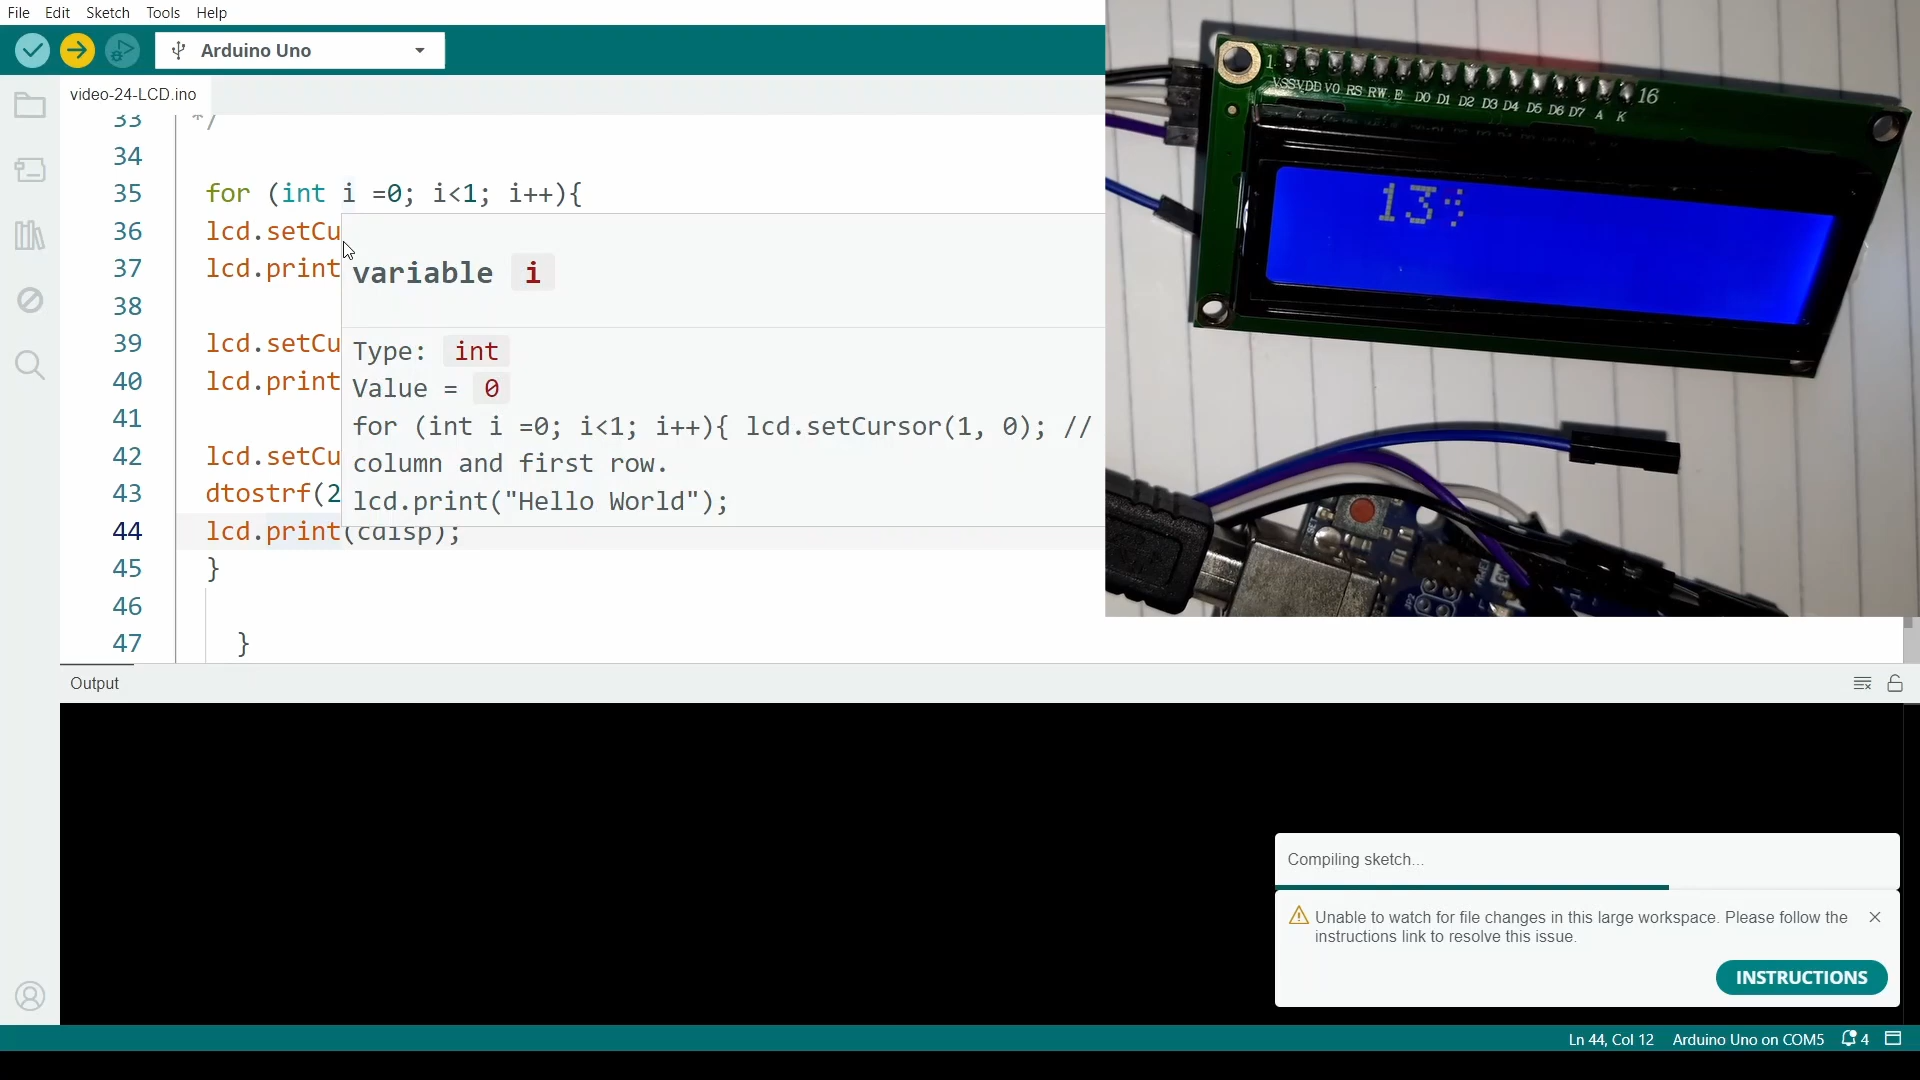 File Edit Sketch Tools Help
Arduino Uno
video-24-LCD.ino
33 */
34
35 for (int i =0; i<1; i++){
36 lcd.setCu
37 lcd.print
38
39 lcd.setCu
40 lcd.print
41
42 lcd.setCu
43 dtostrf(2
44 lcd.print(cdisp);
45 }
46
47 }
variable i
Type: int
Value = 0
for (int i =0; i<1; i++){ lcd.setCursor(1, 0); //
column and first row.
lcd.print("Hello World");
1 16
VSS VDD V0 RS RW E D0 D1 D2 D3 D4 D5 D6 D7 A K
13
Output
Compiling sketch...
Unable to watch for file changes in this large workspace. Please follow the
instructions link to resolve this issue.
INSTRUCTIONS
Ln 44, Col 12 Arduino Uno on COM5 4